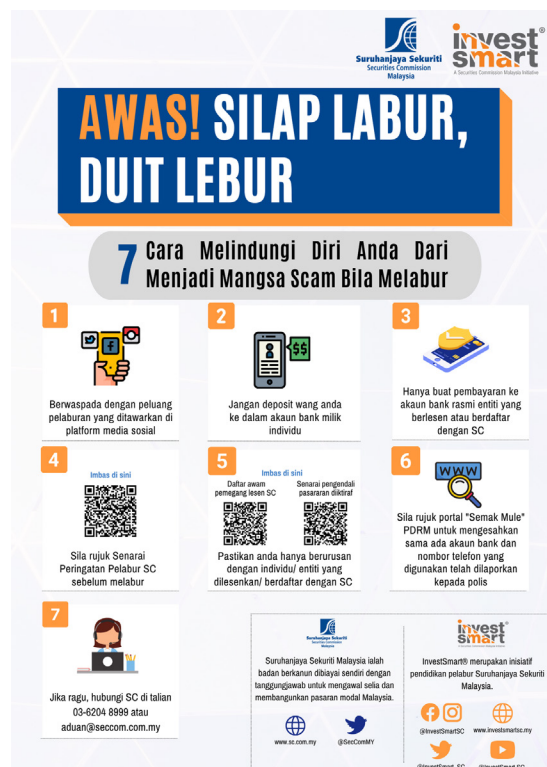 Suruhanjaya Sekuriti
Securities Commission
Malaysia
invest
smart®
A Securities Commission Malaysia Initiative
AWAS! SILAP LABUR,
DUIT LEBUR
7 Cara Melindungi Diri Anda Dari
Menjadi Mangsa Scam Bila Melabur
1
Berwaspada dengan peluang
pelaburan yang ditawarkan di
platform media sosial
2
$$
Jangan deposit wang anda
ke dalam akaun bank milik
individu
3
Hanya buat pembayaran ke
akaun bank rasmi entiti yang
berlesen atau berdaftar
dengan SC
4
Imbas di sini
Sila rujuk Senarai
Peringatan Pelabur SC
sebelum melabur
5
Imbas di sini
Daftar awam
pemegang lesen SC
Senarai pengendali
pasararan diiktiraf
Pastikan anda hanya berurusan
dengan individu/ entiti yang
dilesenkan/ berdaftar dengan SC
6
WWW
Sila rujuk portal "Semak Mule"
PDRM untuk mengesahkan
sama ada akaun bank dan
nombor telefon yang
digunakan telah dilaporkan
kepada polis
7
Jika ragu, hubungi SC di talian
03-6204 8999 atau
aduan@seccom.com.my
Suruhanjaya Sekuriti
Securities Commission
Malaysia
Suruhanjaya Sekuriti Malaysia ialah
badan berkanun dibiayai sendiri dengan
tanggungjawab untuk mengawal selia dan
membangunkan pasaran modal Malaysia.
www.sc.com.my
@SecComMY
invest
smart®
InvestSmart® merupakan inisiatif
pendidikan pelabur Suruhanjaya Sekuriti
Malaysia.
@InvestSmartSC
www.investsmartsc.my
@InvestSmart_SC
@InvestSmart SC